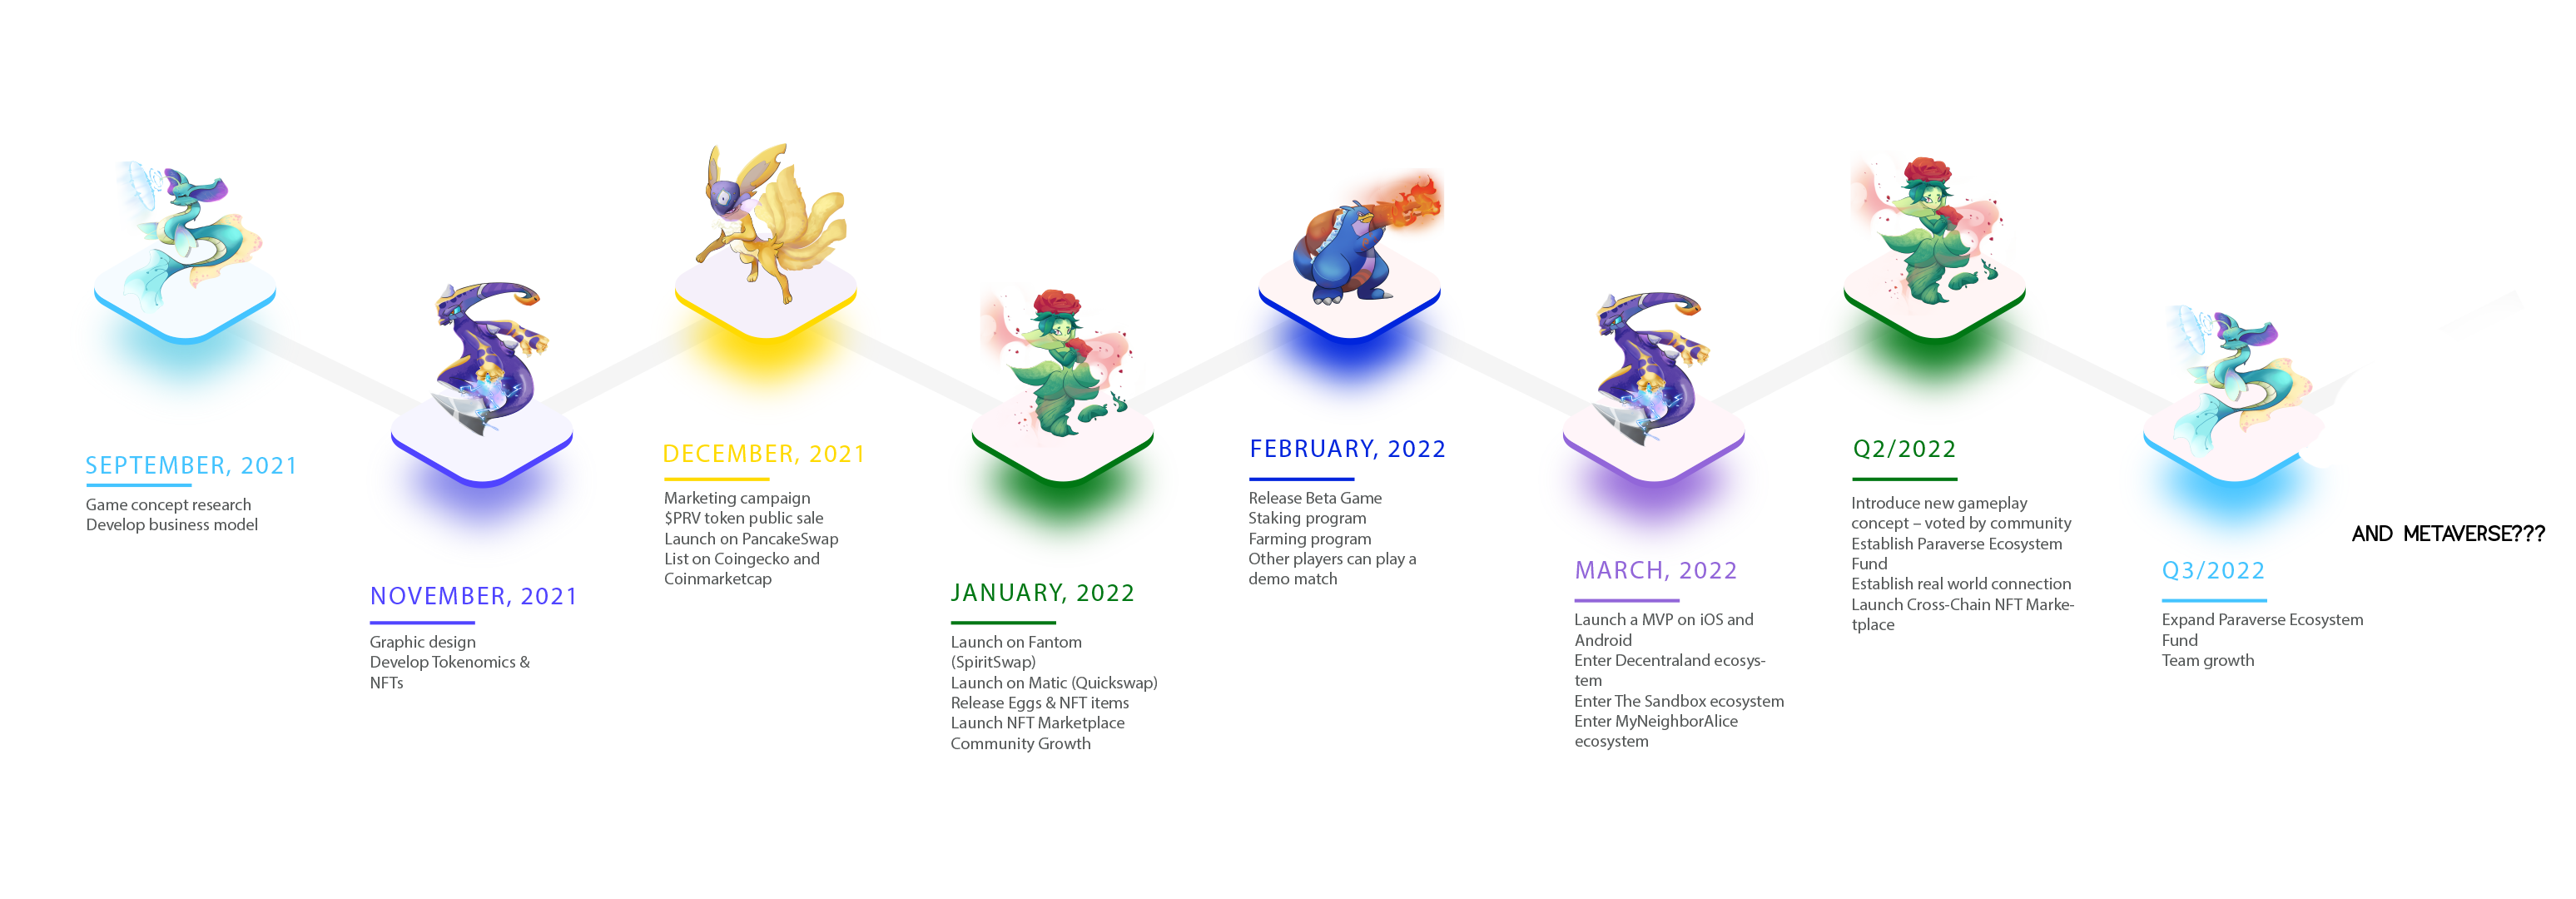 SEPTEMBER, 2021
Game concept research
Develop business model
NOVEMBER, 2021
Graphic design
Develop Tokenomics &
NFTs
DECEMBER, 2021
Marketing campaign
$PRV token public sale
Launch on PancakeSwap
List on Coingecko and
Coinmarketcap
JANUARY, 2022
Launch on Fantom
(SpiritSwap)
Launch on Matic (Quickswap)
Release Eggs & NFT items
Launch NFT Marketplace
Community Growth
FEBRUARY, 2022
Release Beta Game
Staking program
Farming program
Other players can play a
demo match
MARCH, 2022
Launch a MVP on iOS and
Android
Enter Decentraland ecosys-
tem
Enter The Sandbox ecosystem
Enter MyNeighborAlice
ecosystem
Q2/2022
Introduce new gameplay
concept – voted by community
Establish Paraverse Ecosystem
Fund
Establish real world connection
Launch Cross-Chain NFT Marke-
tplace
Q3/2022
Expand Paraverse Ecosystem
Fund
Team growth
AND METAVERSE???